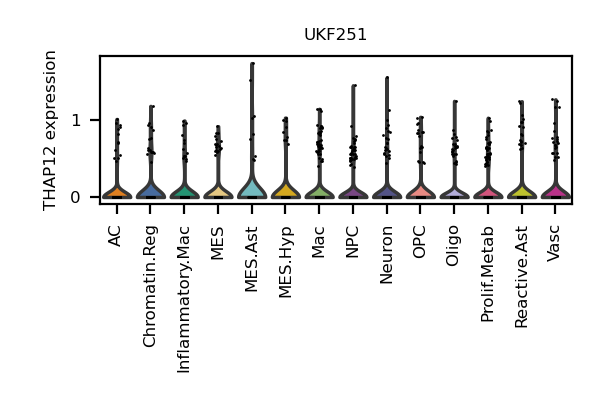 UKF251
THAP12 expression
1
0
AC
Chromatin.Reg
Inflammatory.Mac
MES
MES.Ast
MES.Hyp
Mac
NPC
Neuron
OPC
Oligo
Prolif.Metab
Reactive.Ast
Vasc